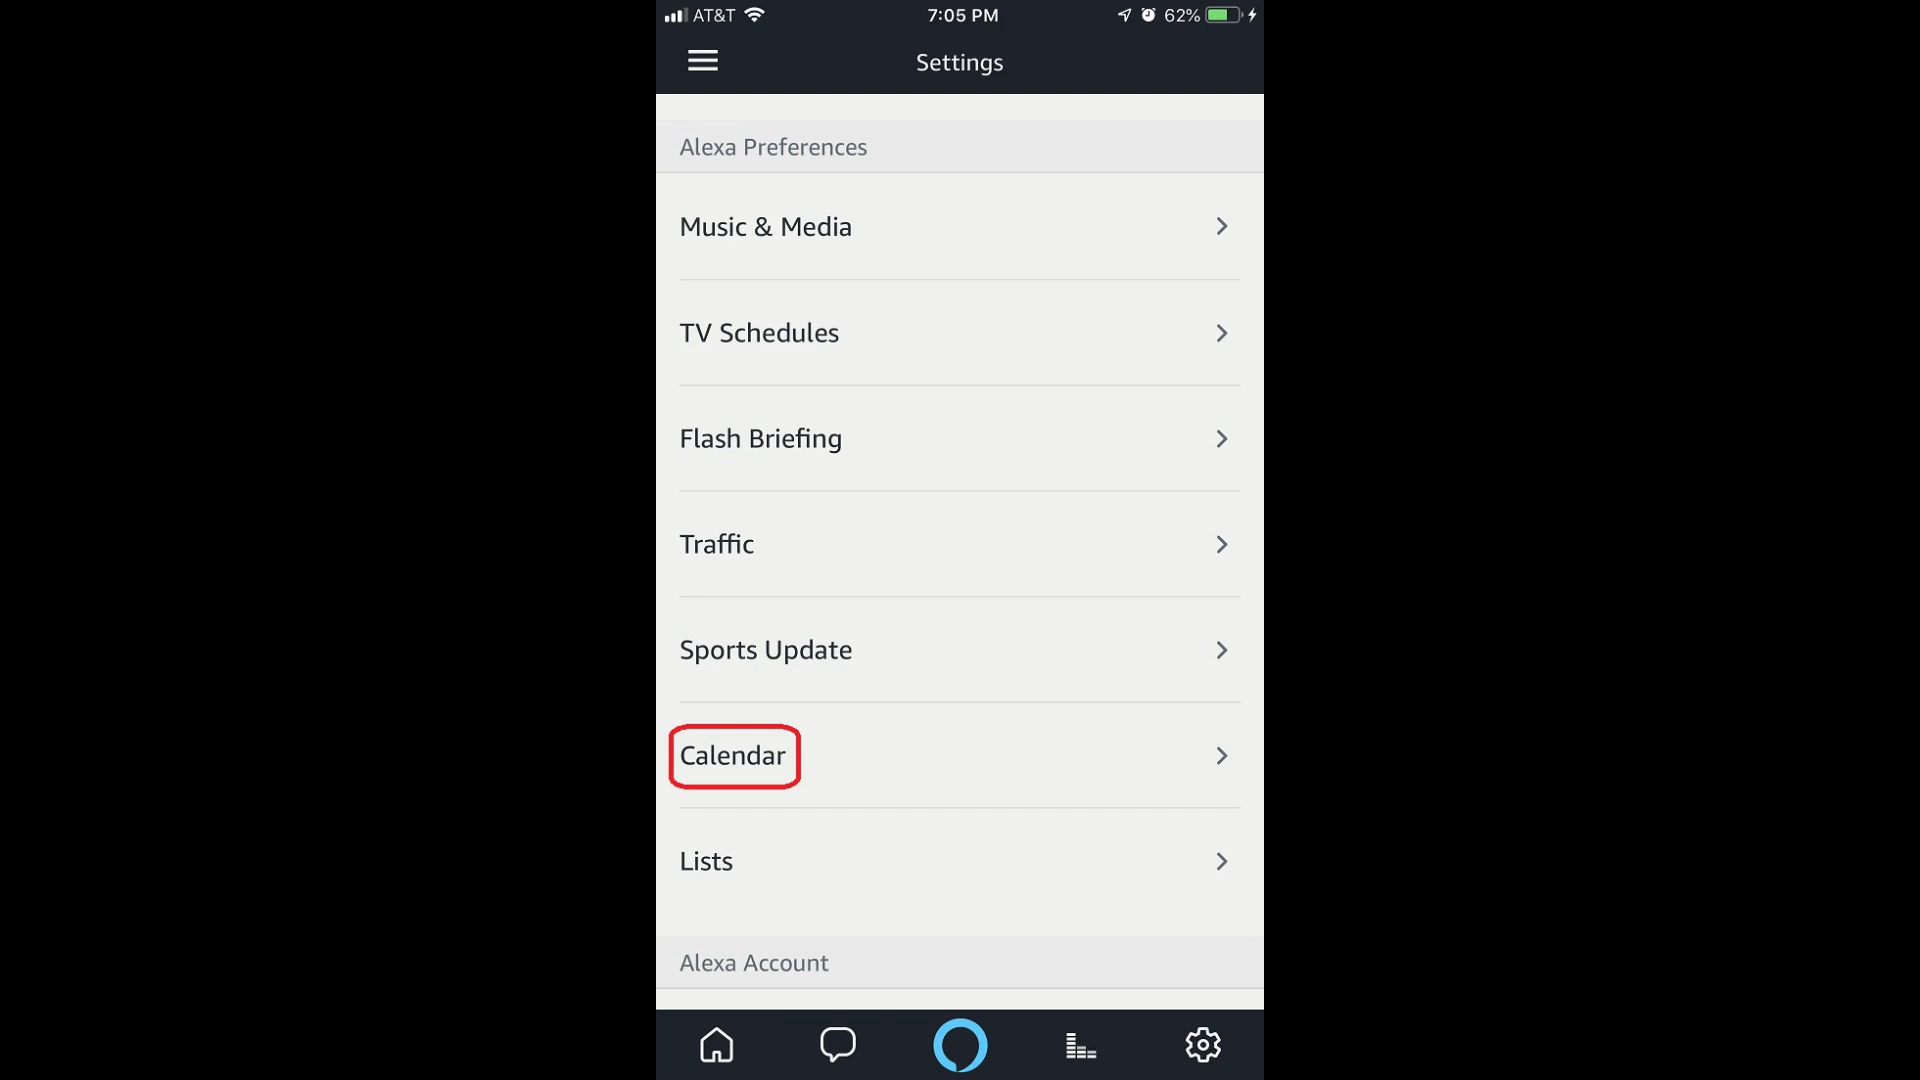 AT&T 7:05 PM 62%
Settings
Alexa Preferences
Music & Media
TV Schedules
Flash Briefing
Traffic
Sports Update
Calendar
Lists
Alexa Account